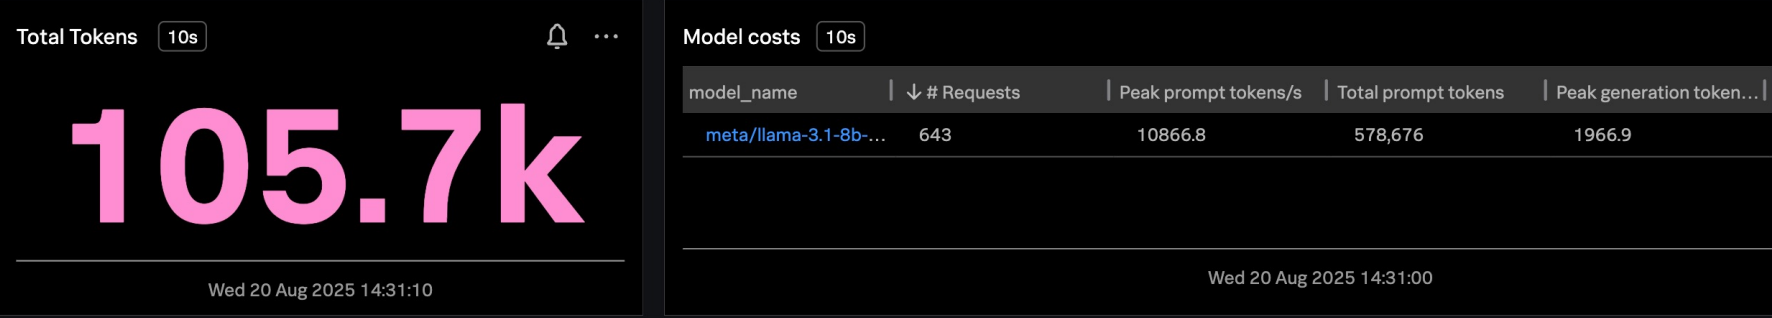 Total Tokens 10s
105.7k
Wed 20 Aug 2025 14:31:10
Model costs 10s
model_name ↓ # Requests Peak prompt tokens/s Total prompt tokens Peak generation token...
meta/llama-3.1-8b-... 643 10866.8 578,676 1966.9
Wed 20 Aug 2025 14:31:00